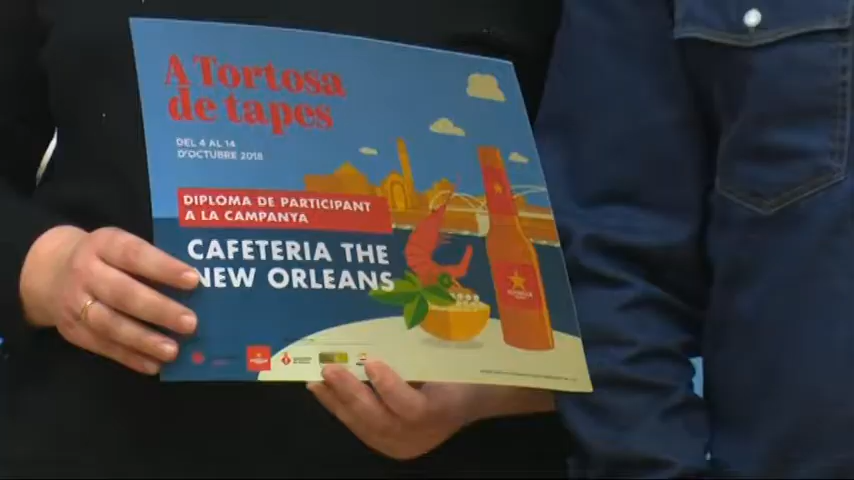 A Tortosa
de tapes
DEL 4 AL 14
D'OCTUBRE 2018
DIPLOMA DE PARTICIPANT
A LA CAMPANYA
CAFETERIA THE
NEW ORLEANS